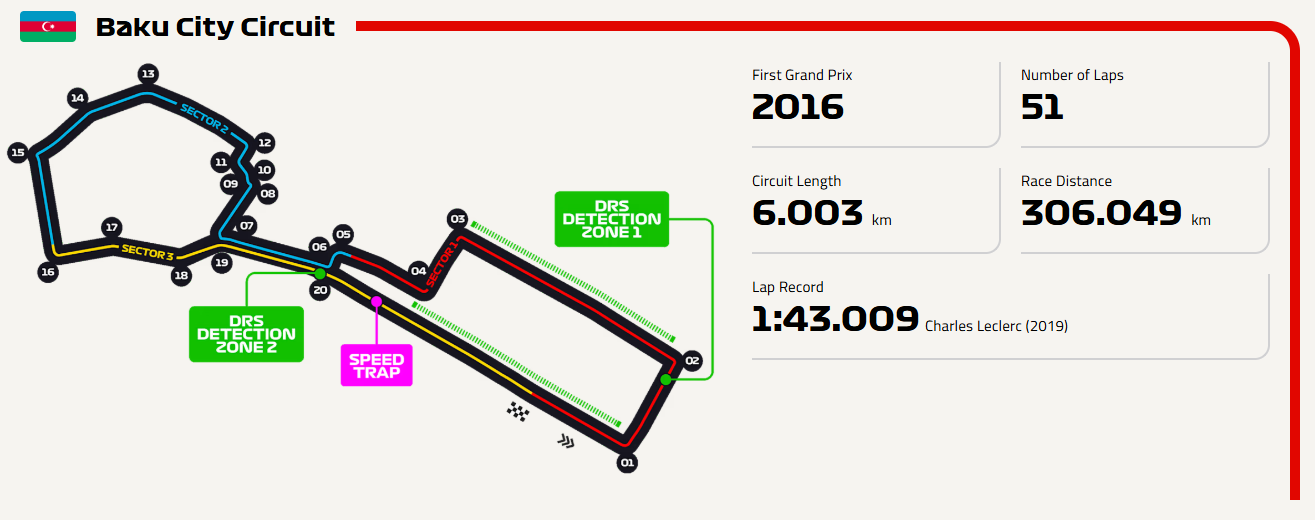 Baku City Circuit
First Grand Prix
2016
Number of Laps
51
Circuit Length
6.003 km
Race Distance
306.049 km
Lap Record
1:43.009 Charles Leclerc (2019)
13
14
SECTOR 2
12
15
11
10
09
08
07
17
SECTOR 3
16
18
19
06
05
20
03
04
SECTOR 1
02
01
DRS
DETECTION
ZONE 1
DRS
DETECTION
ZONE 2
SPEED
TRAP